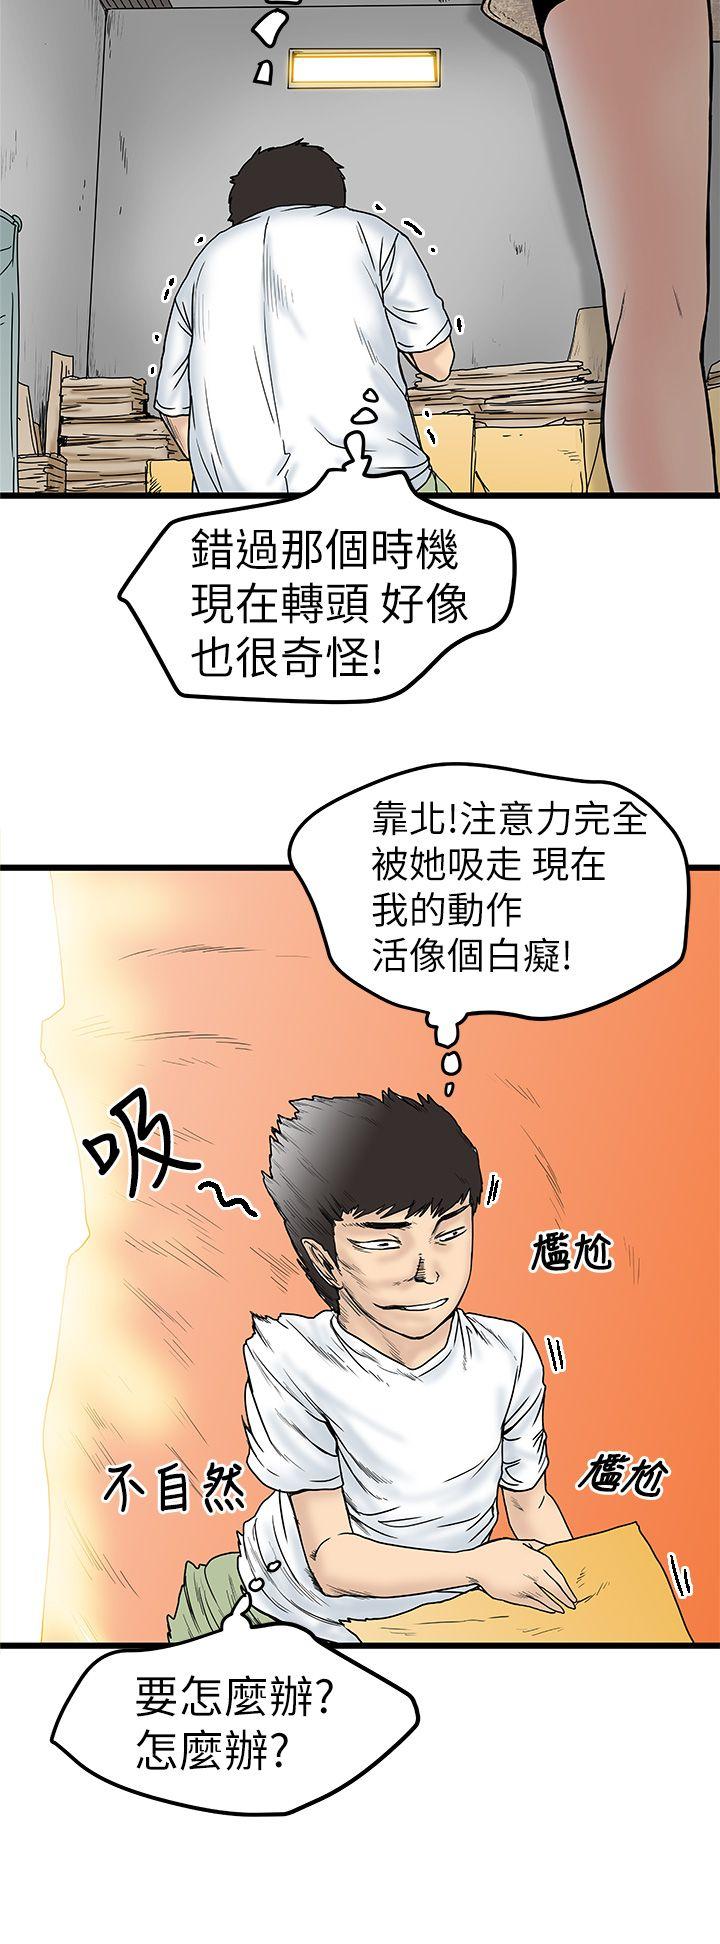 錯過那個時機
現在轉頭 好像
也很奇怪!
靠北!注意力完全
被她吸走 現在
我的動作
活像個白癡!
吸~
尷尬
不自然
尷尬
要怎麼辦?
怎麼辦?